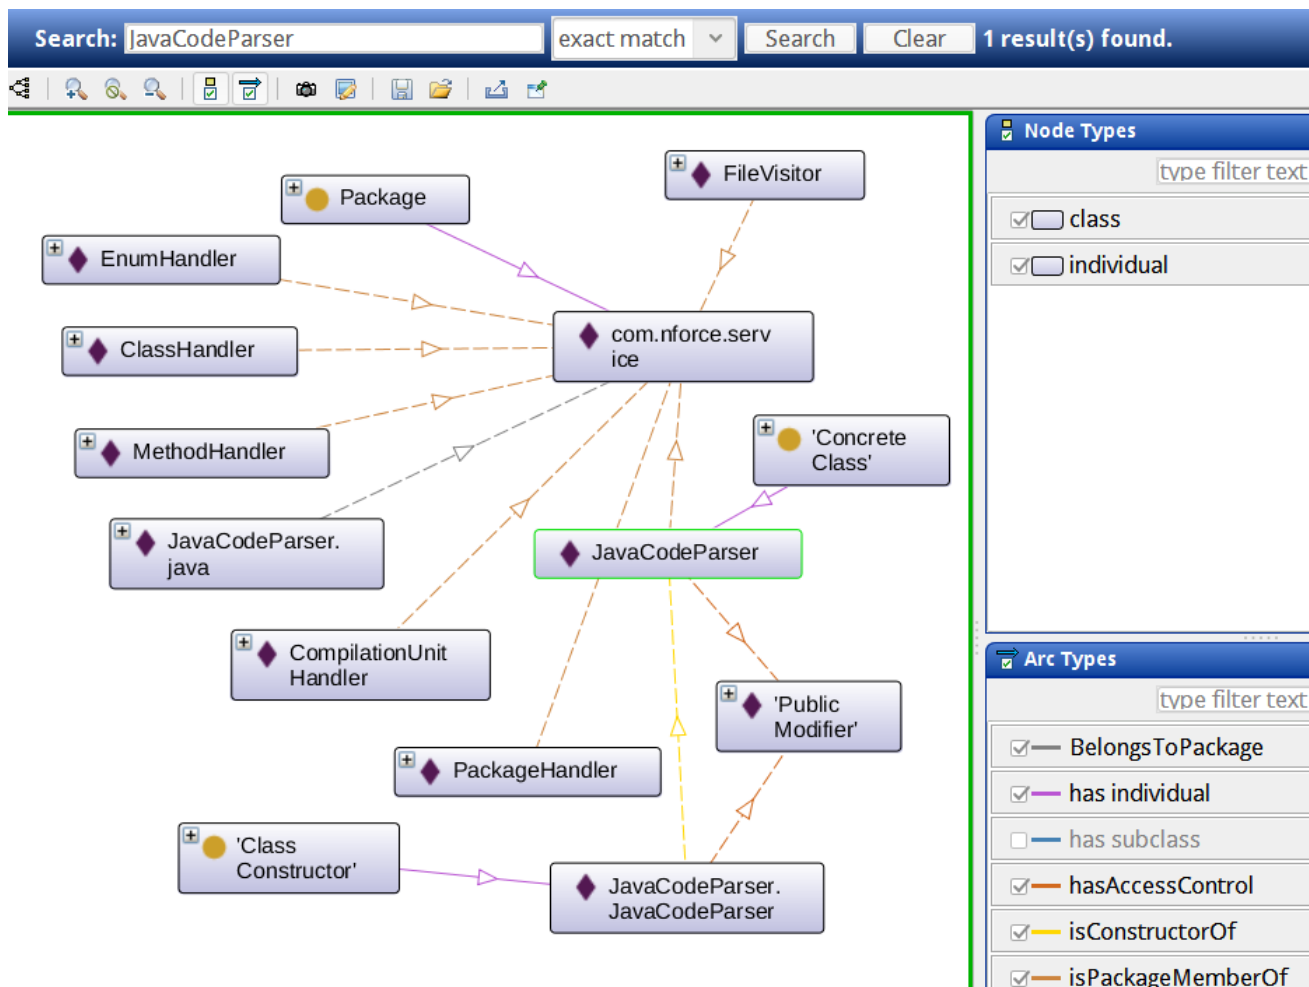 Search: JavaCodeParser exact match Search Clear 1 result(s) found.
Node Types
type filter text
class
individual
FileVisitor
Package
EnumHandler
com.nforce.serv
ice
ClassHandler
'Concrete
Class'
MethodHandler
JavaCodeParser.
java
JavaCodeParser
CompilationUnit
Handler
'Public
Modifier'
PackageHandler
'Class
Constructor'
JavaCodeParser.
JavaCodeParser
Arc Types
type filter text
BelongsToPackage
has individual
has subclass
hasAccessControl
isConstructorOf
isPackageMemberOf